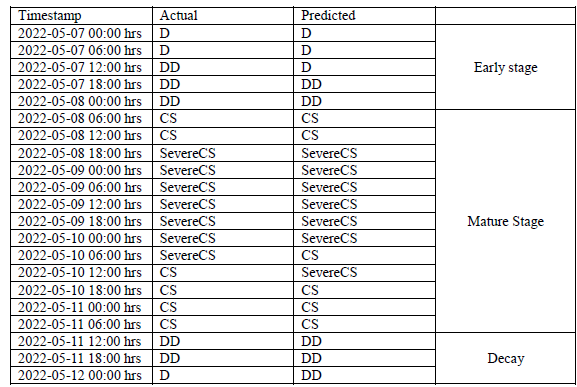 Timestamp Actual Predicted
2022-05-07 00:00 hrs D D
2022-05-07 06:00 hrs D D
2022-05-07 12:00 hrs DD D Early stage
2022-05-07 18:00 hrs DD DD
2022-05-08 00:00 hrs DD DD
2022-05-08 06:00 hrs CS CS
2022-05-08 12:00 hrs CS CS
2022-05-08 18:00 hrs SevereCS SevereCS
2022-05-09 00:00 hrs SevereCS SevereCS
2022-05-09 06:00 hrs SevereCS SevereCS
2022-05-09 12:00 hrs SevereCS SevereCS
2022-05-09 18:00 hrs SevereCS SevereCS Mature Stage
2022-05-10 00:00 hrs SevereCS SevereCS
2022-05-10 06:00 hrs SevereCS CS
2022-05-10 12:00 hrs CS SevereCS
2022-05-10 18:00 hrs CS CS
2022-05-11 00:00 hrs CS CS
2022-05-11 06:00 hrs CS CS
2022-05-11 12:00 hrs DD DD
2022-05-11 18:00 hrs DD DD Decay
2022-05-12 00:00 hrs D DD